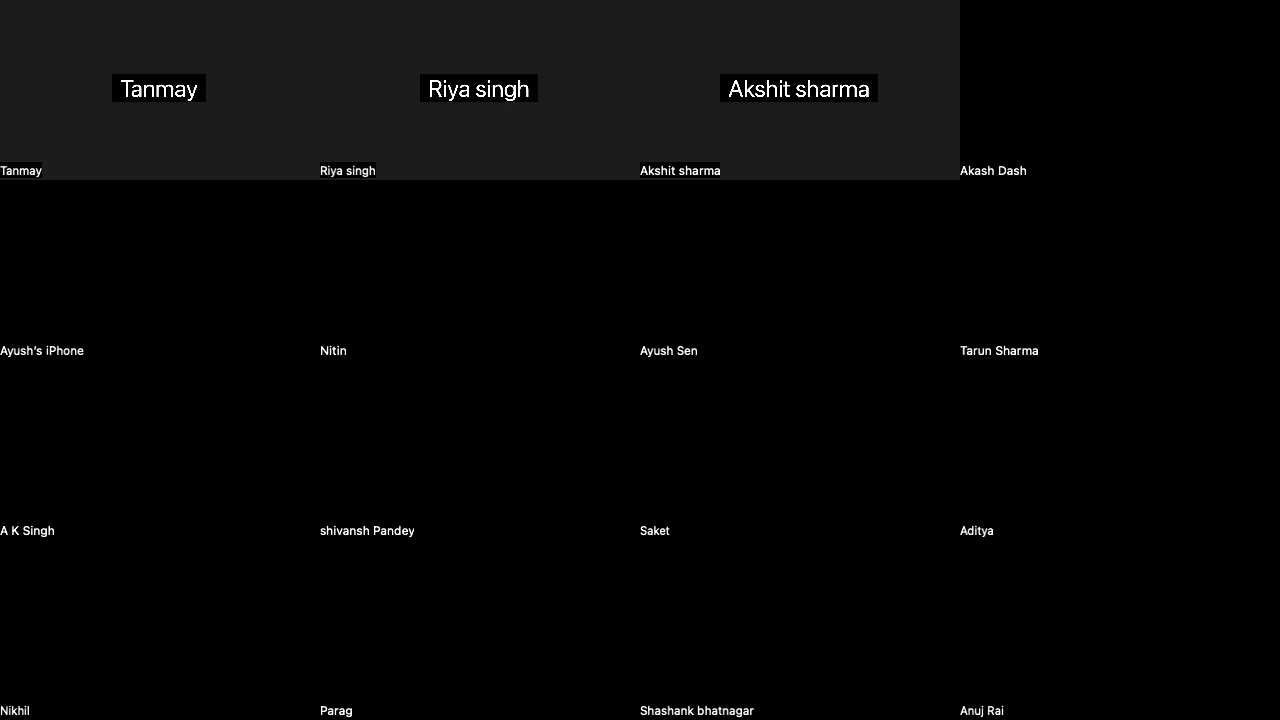 Tanmay
Riya singh
Akshit sharma
Tanmay
Riya singh
Akshit sharma
Akash Dash
Ayush's iPhone
Nitin
Ayush Sen
Tarun Sharma
A K Singh
shivansh Pandey
Saket
Aditya
Nikhil
Parag
Shashank bhatnagar
Anuj Rai